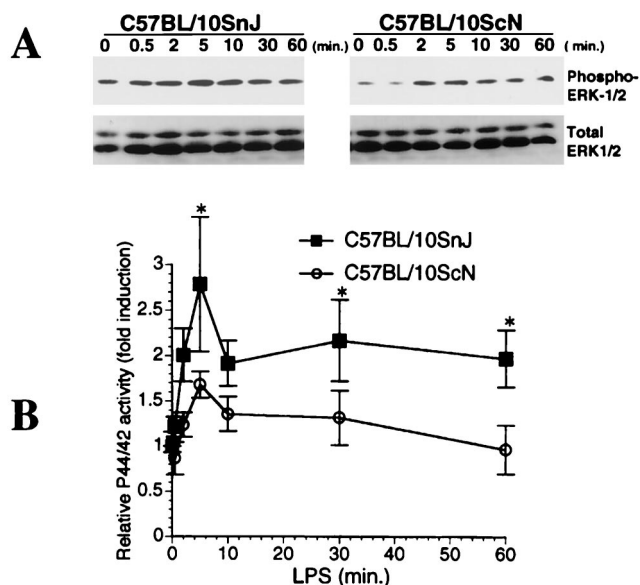 A
C57BL/10SnJ
0 0.5 2 5 10 30 60 (min.)
C57BL/10ScN
0 0.5 2 5 10 30 60 (min.)
Phospho-
ERK-1/2
Total
ERK1/2
B
Relative P44/42 activity (fold induction)
3
2.5
2
1.5
1
0.5
0
*
*
*
C57BL/10SnJ
C57BL/10ScN
0 10 20 30 40 50 60
LPS (min.)